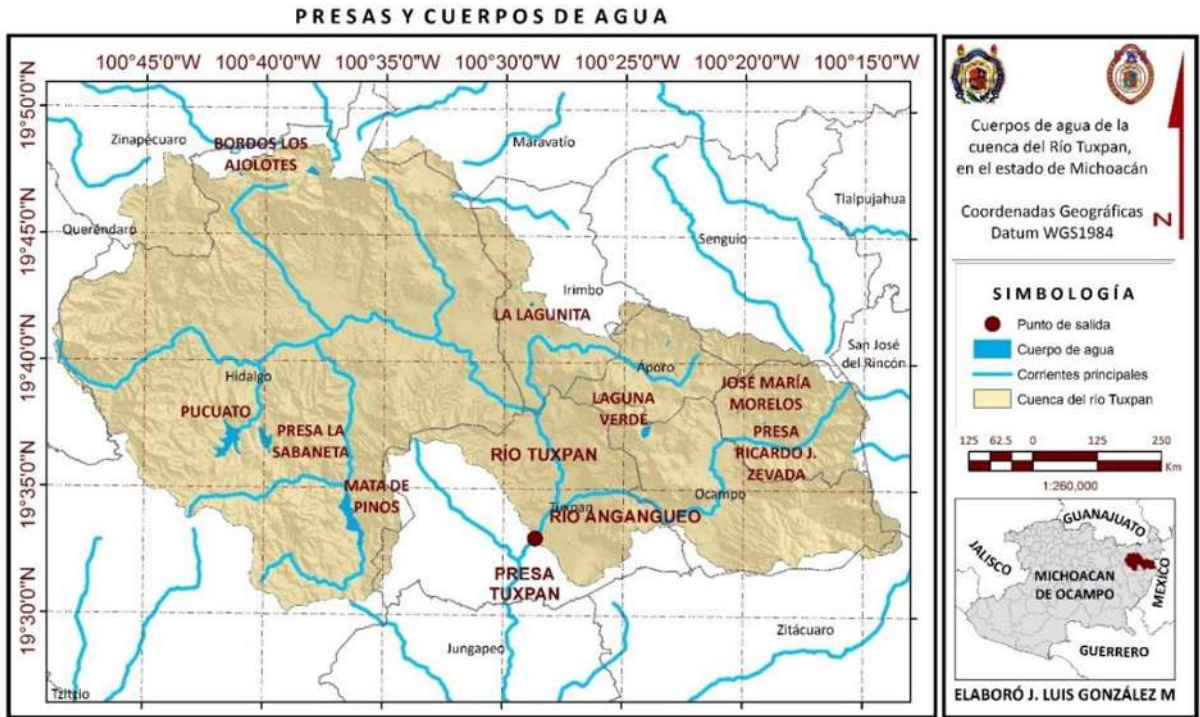 PRESAS Y CUERPOS DE AGUA
100°45'0"W 100°40'0"W 100°35'0"W 100°30'0"W 100°25'0"W 100°20'0"W 100°15'0"W
19°50'0"N
19°45'0"N
19°40'0"N
19°35'0"N
19°30'0"N
Zinapécuaro
BORDOS LOS
AJOLOTES
Maravatío
Tlalpujahua
Queréndaro
Senguio
Irimbo
LA LAGUNITA
San José
del Rincón
Hidalgo
Áporo
PUCUATO
PRESA LA
SABANETA
LAGUNA
VERDE
JOSÉ MARÍA
MORELOS
PRESA
RICARDO J.
ZEVADA
RÍO TUXPAN
MATA DE
PINOS
Ocampo
Tuxpan
RÍO ANGANGUEO
PRESA
TUXPAN
Jungapeo
Zitácuaro
Tzitzio
Cuerpos de agua de la
cuenca del Río Tuxpan,
en el estado de Michoacán
Coordenadas Geográficas
Datum WGS1984
N
SIMBOLOGÍA
Punto de salida
Cuerpo de agua
Corrientes principales
Cuenca del río Tuxpan
125 62.5 0 125 250
Km
1:260,000
GUANAJUATO
JALISCO
MICHOACAN
DE OCAMPO
MÉXICO
GUERRERO
ELABORÓ J. LUIS GONZÁLEZ M